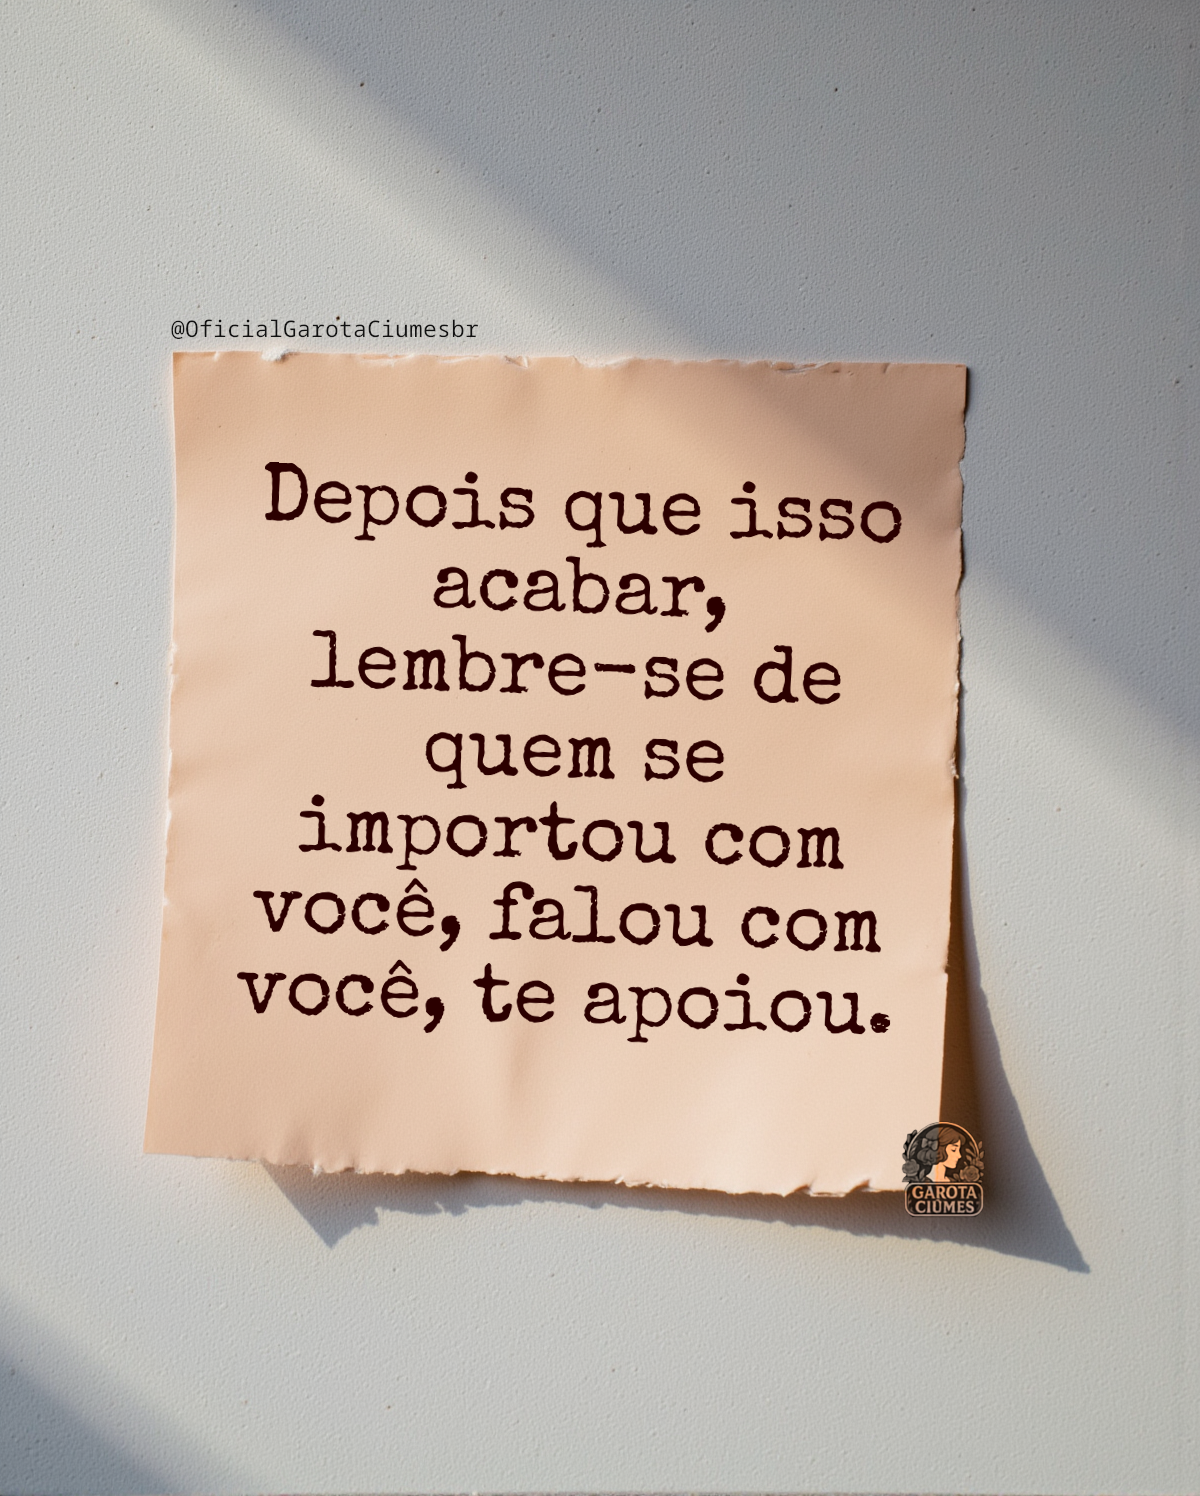 @OficialGarotaCiumesbr
Depois que isso
acabar,
lembre-se de
quem se
importou com
você, falou com
você, te apoiou.
GAROTA
CIÚMES